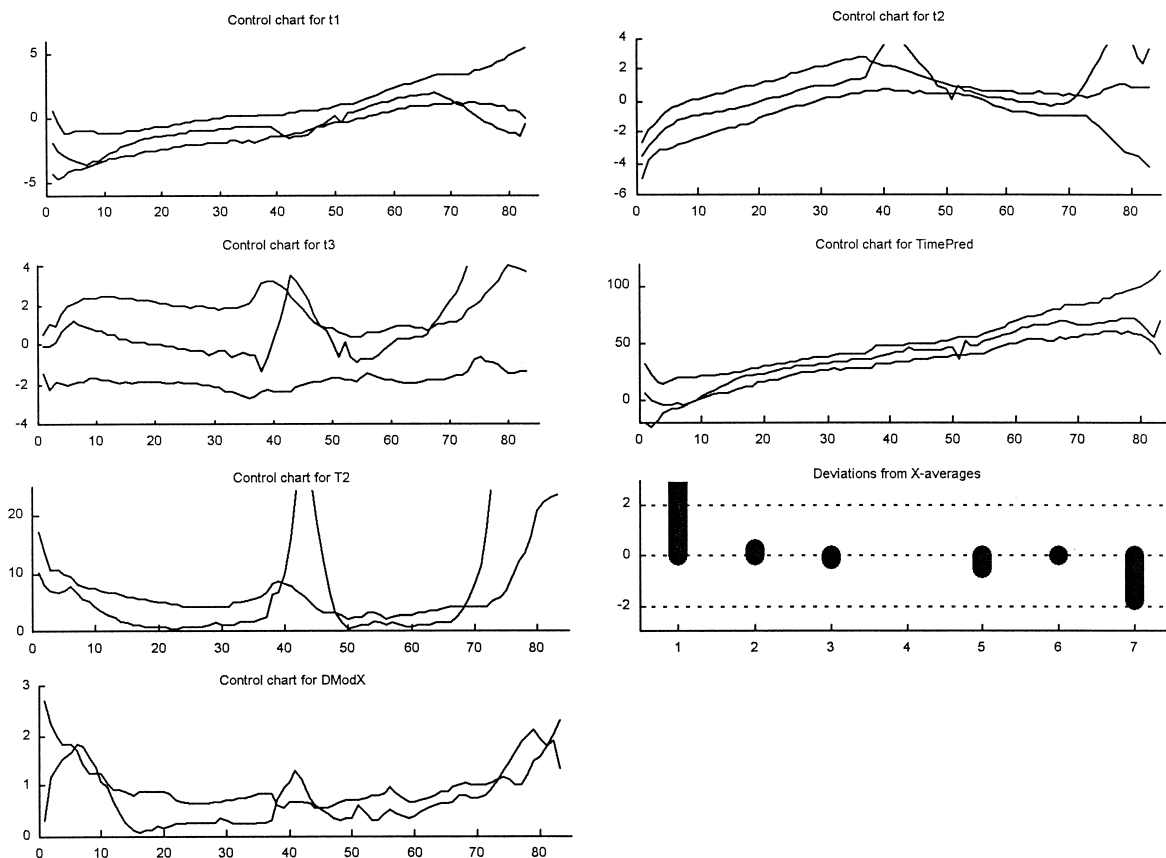 Control chart for t1
5
0
-5
0 10 20 30 40 50 60 70 80
Control chart for t2
4
2
0
-2
-4
-6
0 10 20 30 40 50 60 70 80
Control chart for t3
4
2
0
-2
-4
0 10 20 30 40 50 60 70 80
Control chart for TimePred
100
50
0
0 10 20 30 40 50 60 70 80
Control chart for T2
20
10
0
0 10 20 30 40 50 60 70 80
Deviations from X-averages
2
0
-2
1 2 3 4 5 6 7
Control chart for DModX
3
2
1
0
0 10 20 30 40 50 60 70 80